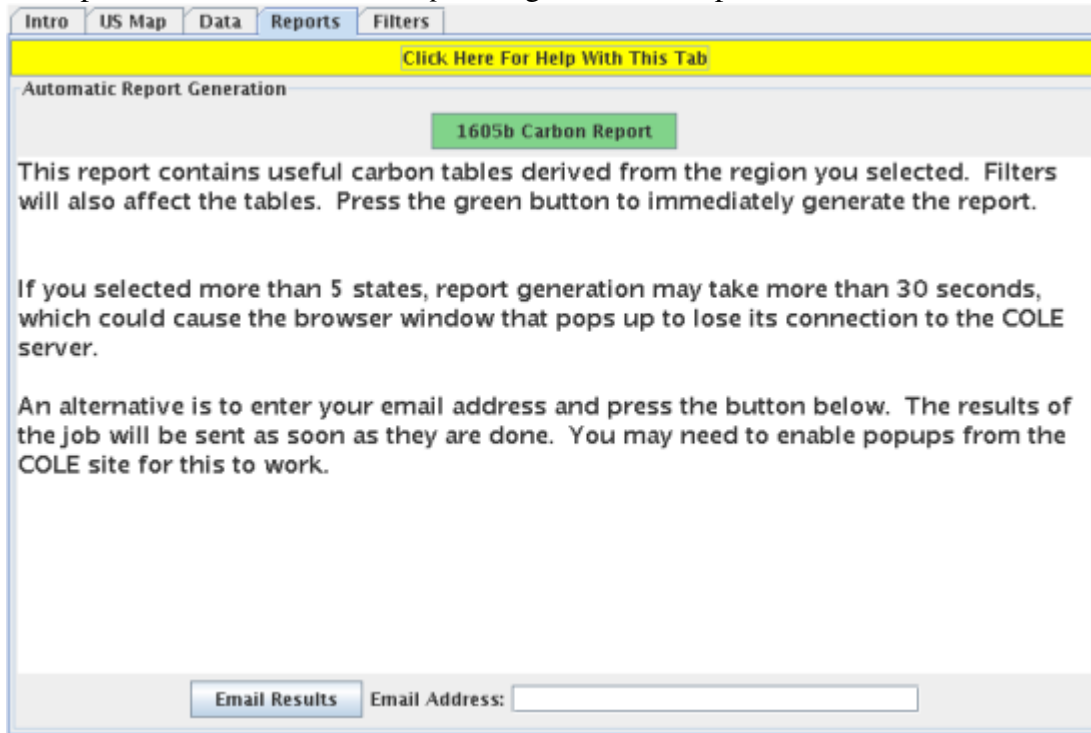 Intro US Map Data Reports Filters
Click Here For Help With This Tab
Automatic Report Generation
1605b Carbon Report
This report contains useful carbon tables derived from the region you selected. Filters
will also affect the tables. Press the green button to immediately generate the report.
If you selected more than 5 states, report generation may take more than 30 seconds,
which could cause the browser window that pops up to lose its connection to the COLE
server.
An alternative is to enter your email address and press the button below. The results of
the job will be sent as soon as they are done. You may need to enable popups from the
COLE site for this to work.
Email Results Email Address: